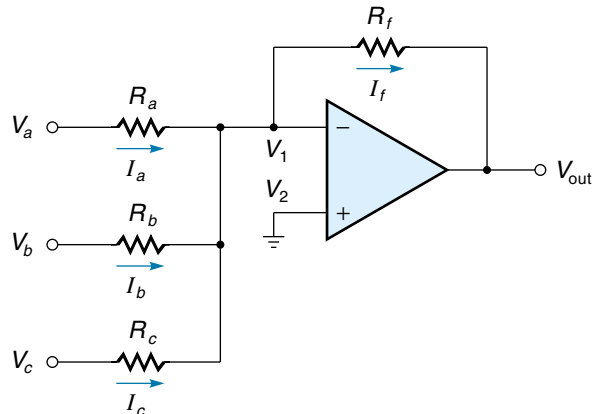 R_f
I_f
R_a
V_a
I_a
V_1
−
V_2
+
V_out
R_b
V_b
I_b
R_c
V_c
I_c